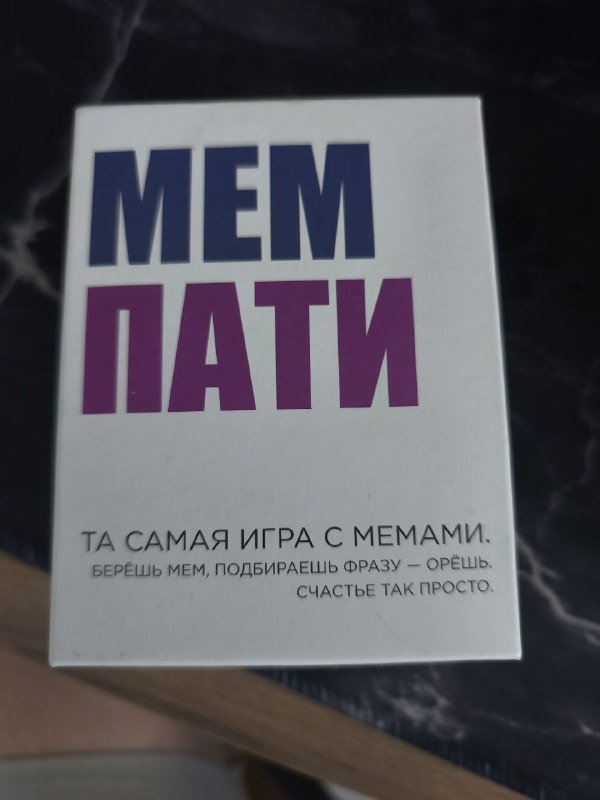 МЕМ
ПАТИ
ТА САМАЯ ИГРА С МЕМАМИ.
БЕРЁШЬ МЕМ, ПОДБИРАЕШЬ ФРАЗУ — ОРЁШЬ.
СЧАСТЬЕ ТАК ПРОСТО.